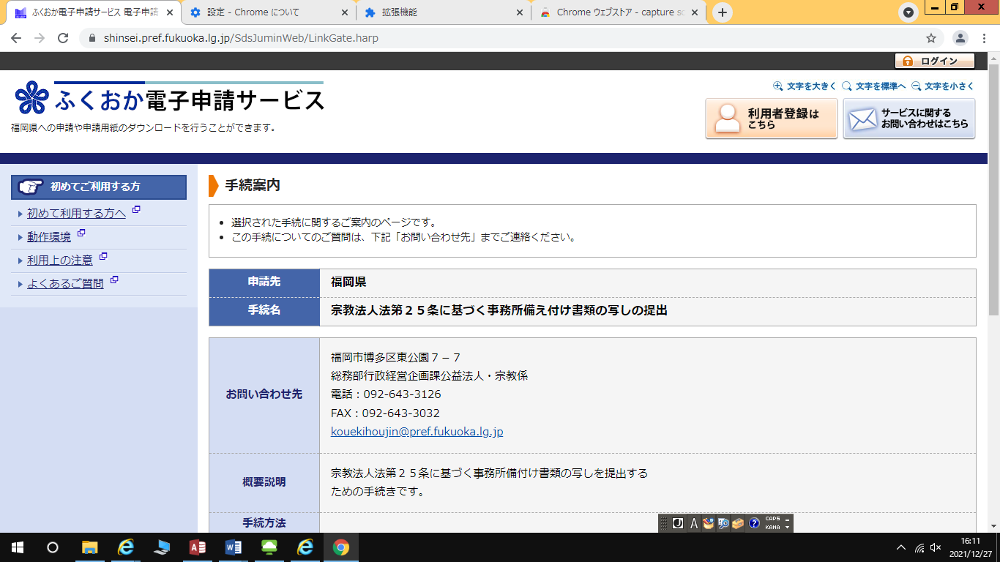 ふくおか電子申請サービス 電子申請
設定 - Chrome について
拡張機能
Chrome ウェブストア - capture sc
shinsei.pref.fukuoka.lg.jp/SdsJuminWeb/LinkGate.harp
ログイン
ふくおか電子申請サービス
福岡県への申請や申請用紙のダウンロードを行うことができます。
文字を大きく 文字を標準へ 文字を小さく
利用者登録は
こちら
サービスに関する
お問い合わせはこちら
初めてご利用する方
初めて利用する方へ
動作環境
利用上の注意
よくあるご質問
手続案内
選択された手続に関するご案内のページです。
この手続についてのご質問は、下記「お問い合わせ先」までご連絡ください。
申請先 福岡県
手続名 宗教法人法第２５条に基づく事務所備え付け書類の写しの提出
お問い合わせ先
福岡市博多区東公園７－７
総務部行政経営企画課公益法人・宗教係
電話：092-643-3126
FAX：092-643-3032
kouekihoujin@pref.fukuoka.lg.jp
概要説明
宗教法人法第２５条に基づく事務所備付け書類の写しを提出する
ための手続きです。
手続方法
A
CAPS
KANA
16:11
2021/12/27